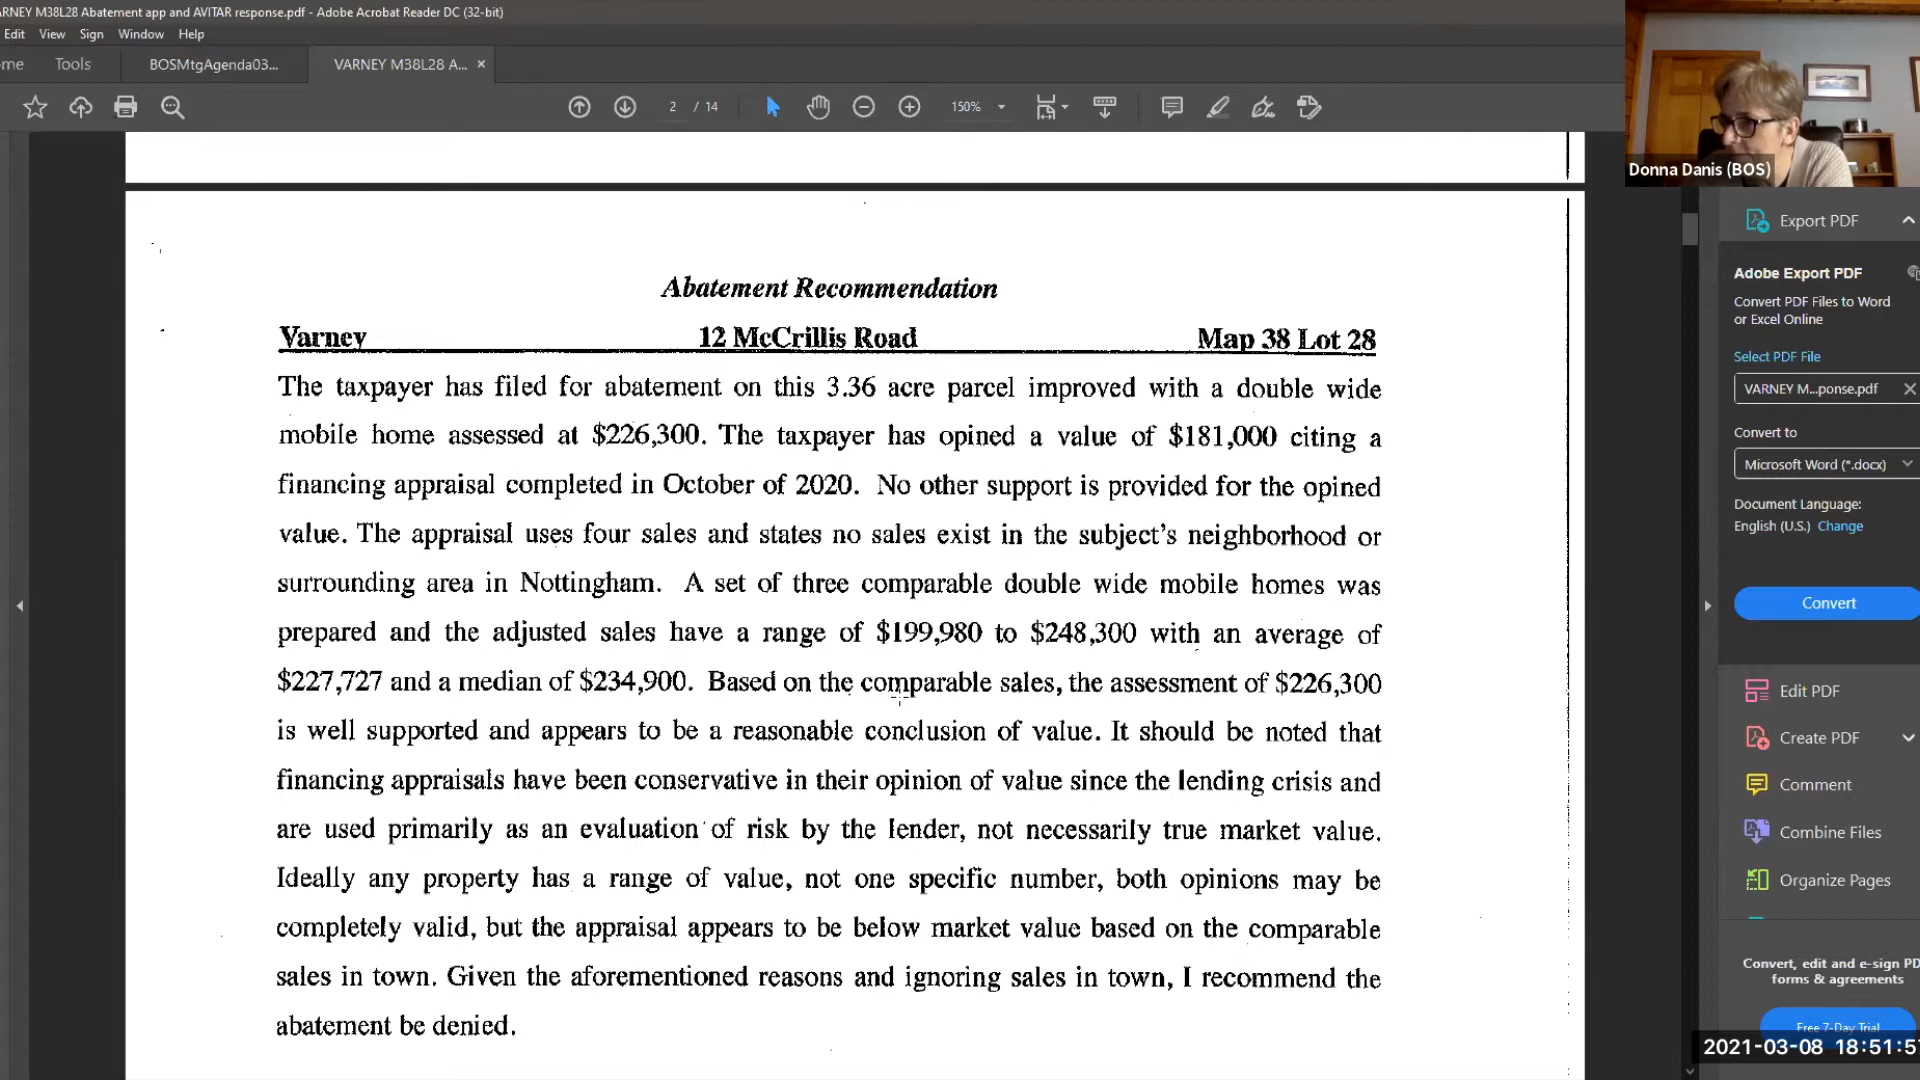 ARNEY M38L28 Abatement app and AVITAR response.pdf - Adobe Acrobat Reader DC (32-bit)
Edit View Sign Window Help
me Tools BOSMtgAgenda03... VARNEY M38L28 A... ×
2 / 14 150%
Donna Danis (BOS)
Abatement Recommendation
Varney 12 McCrillis Road Map 38 Lot 28
The taxpayer has filed for abatement on this 3.36 acre parcel improved with a double wide
mobile home assessed at $226,300. The taxpayer has opined a value of $181,000 citing a
financing appraisal completed in October of 2020. No other support is provided for the opined
value. The appraisal uses four sales and states no sales exist in the subject's neighborhood or
surrounding area in Nottingham. A set of three comparable double wide mobile homes was
prepared and the adjusted sales have a range of $199,980 to $248,300 with an average of
$227,727 and a median of $234,900. Based on the comparable sales, the assessment of $226,300
is well supported and appears to be a reasonable conclusion of value. It should be noted that
financing appraisals have been conservative in their opinion of value since the lending crisis and
are used primarily as an evaluation of risk by the lender, not necessarily true market value.
Ideally any property has a range of value, not one specific number, both opinions may be
completely valid, but the appraisal appears to be below market value based on the comparable
sales in town. Given the aforementioned reasons and ignoring sales in town, I recommend the
abatement be denied.
Export PDF
Adobe Export PDF
Convert PDF Files to Word
or Excel Online
Select PDF File
VARNEY M...ponse.pdf
Convert to
Microsoft Word (*.docx)
Document Language:
English (U.S.) Change
Convert
Edit PDF
Create PDF
Comment
Combine Files
Organize Pages
Convert, edit and e-sign PD
forms & agreements
Free 7-Day Trial
2021-03-08 18:51:5